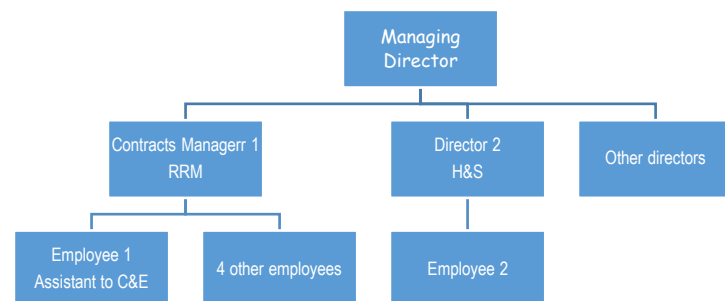 Managing
Director
Contracts Managerr 1
RRM
Director 2
H&S
Other directors
Employee 1
Assistant to C&E
4 other employees
Employee 2